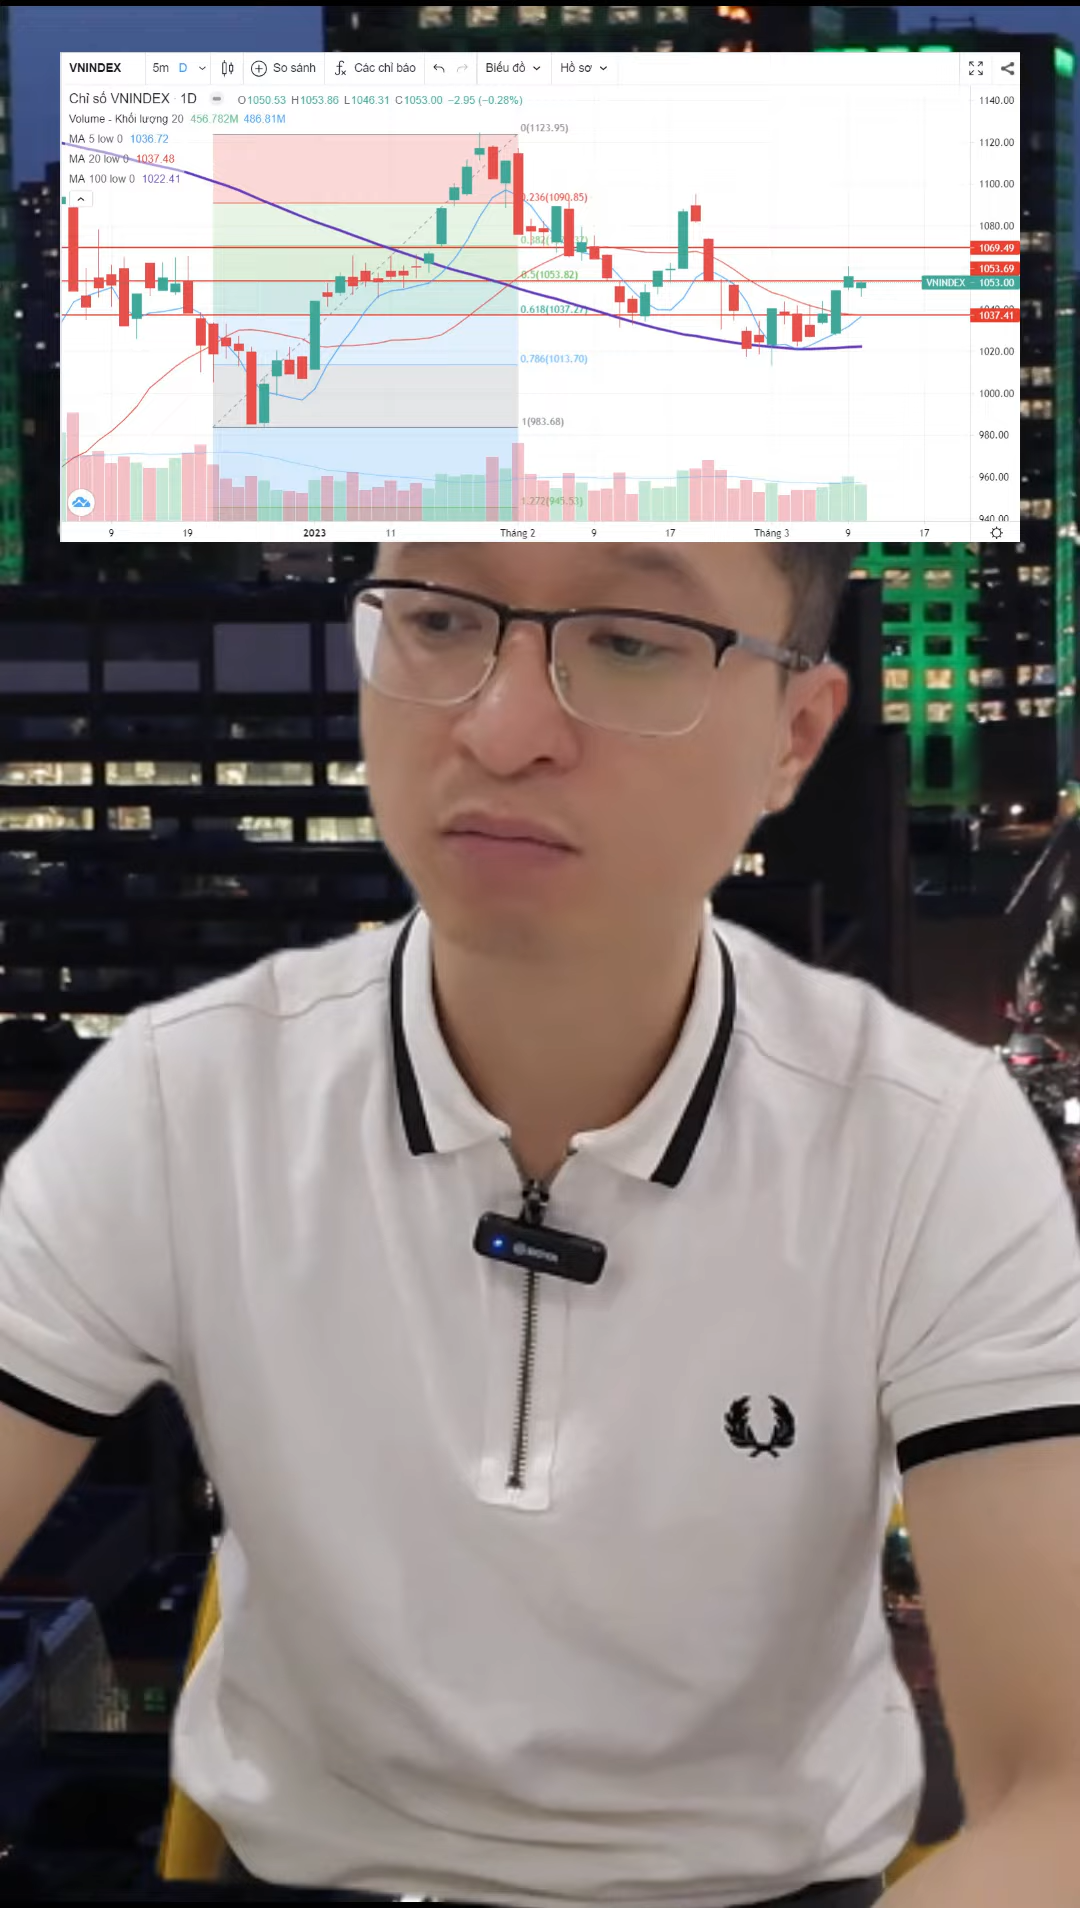 VNINDEX 5m D So sánh Các chỉ báo Biểu đồ Hồ sơ
Chỉ số VNINDEX · 1D O1050.53 H1053.86 L1046.31 C1053.00 −2.95 (−0.28%)
Volume - Khối lượng 20 456.782M 486.81M
MA 5 low 0 1036.72
MA 20 low 0 1037.48
MA 100 low 0 1022.41
0(1123.95)
0.236(1090.85)
0.5(1053.82)
0.618(1037.27)
0.786(1013.70)
1(983.68)
1.272(945.53)
1140.00
1120.00
1100.00
1080.00
1069.49
1053.69
VNINDEX 1053.00
1037.41
1020.00
1000.00
980.00
960.00
940.00
9 19 2023 11 Tháng 2 9 17 Tháng 3 9 17